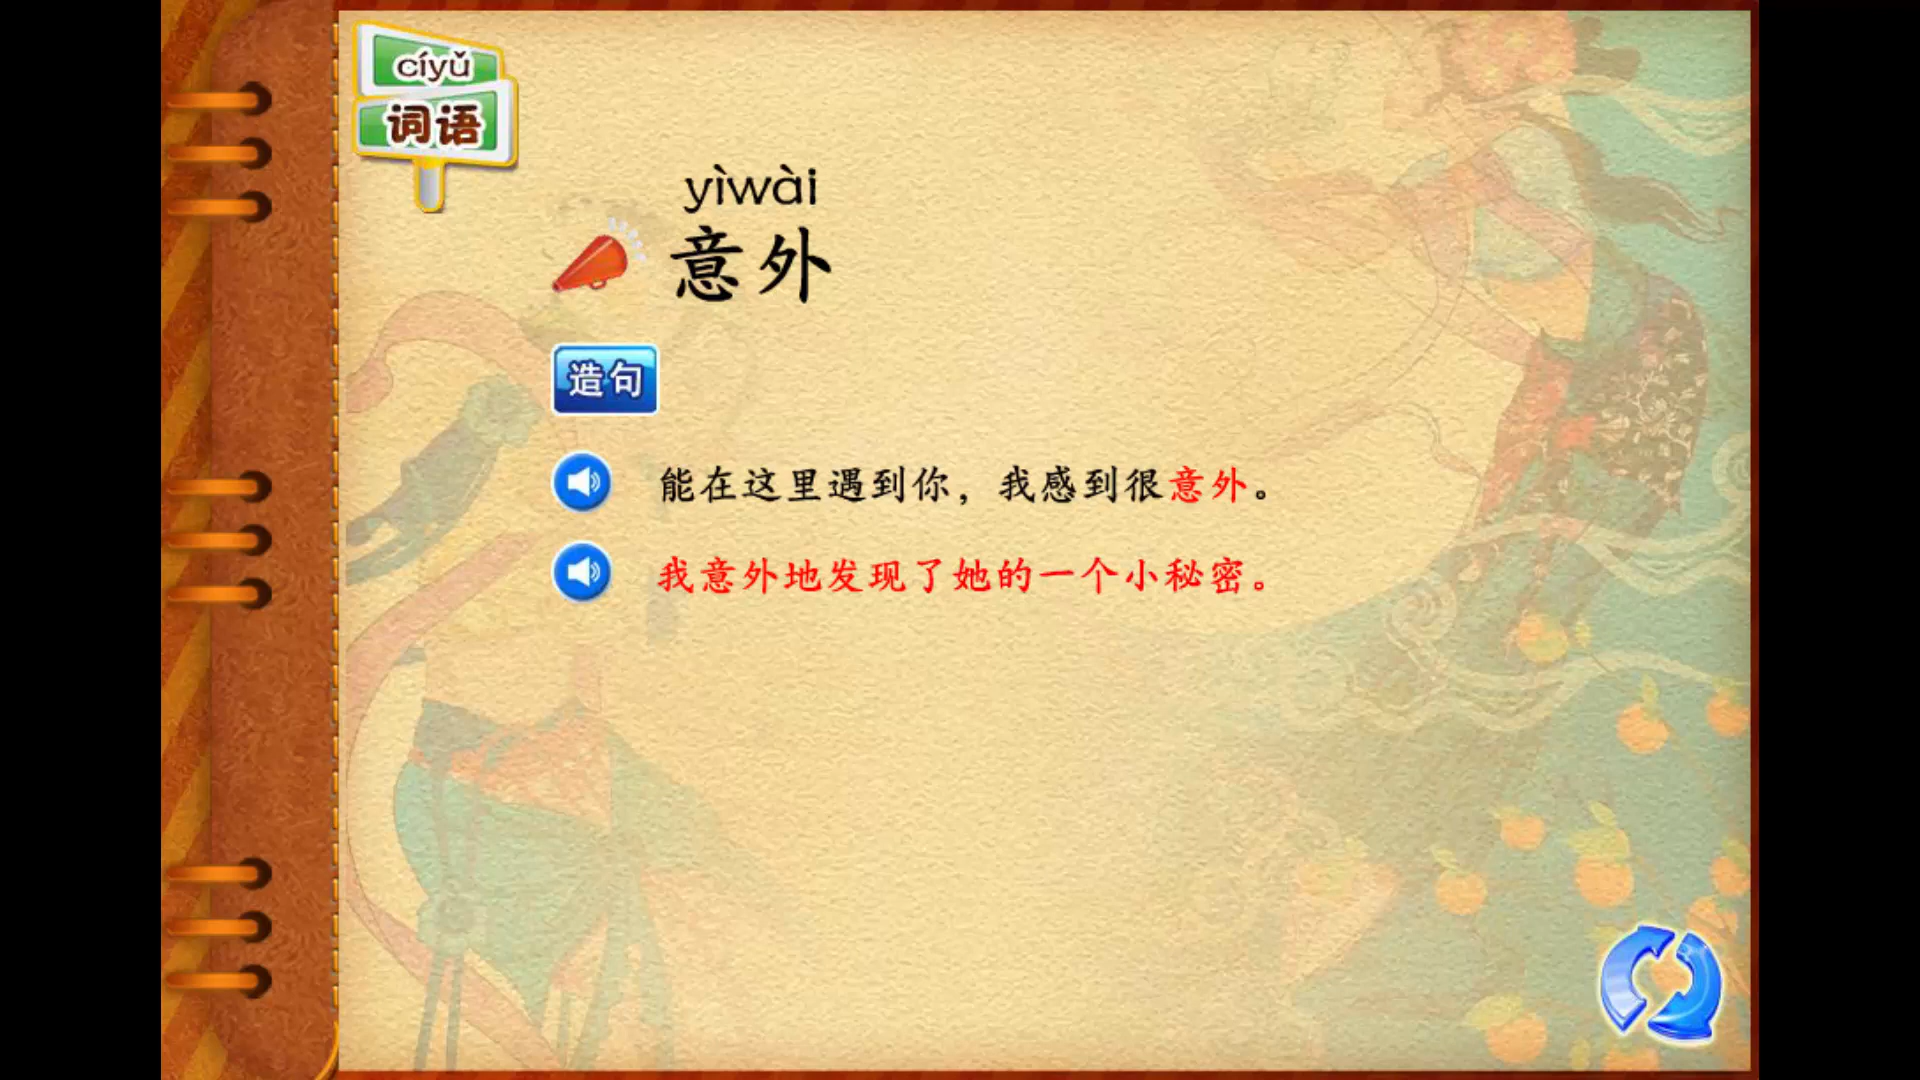 cíyǔ
词语
yìwài
意外
造句
能在这里遇到你，我感到很意外。
我意外地发现了她的一个小秘密。